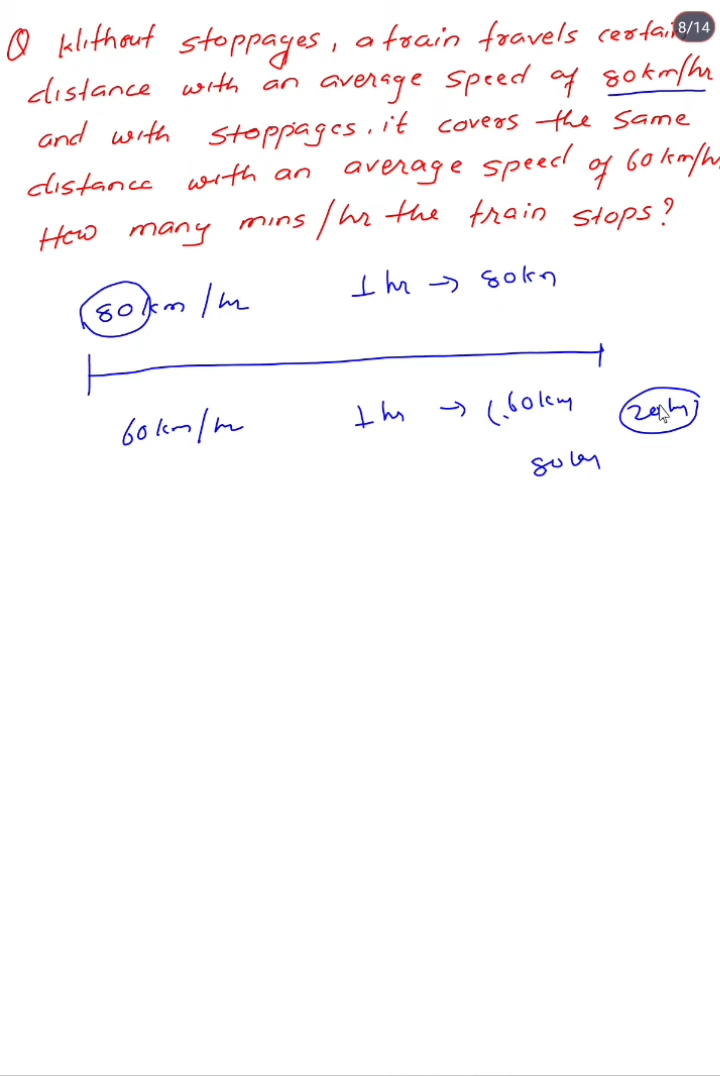 Q Without stoppages, a train travels certain 8/14
distance with an average speed of 80km/hr
and with stoppages, it covers the same
distance with an average speed of 60km/hr
How many mins/hr the train stops?
80km/hr 1 hr → 80km
60km/hr 1 hr → 60km 20km
80km